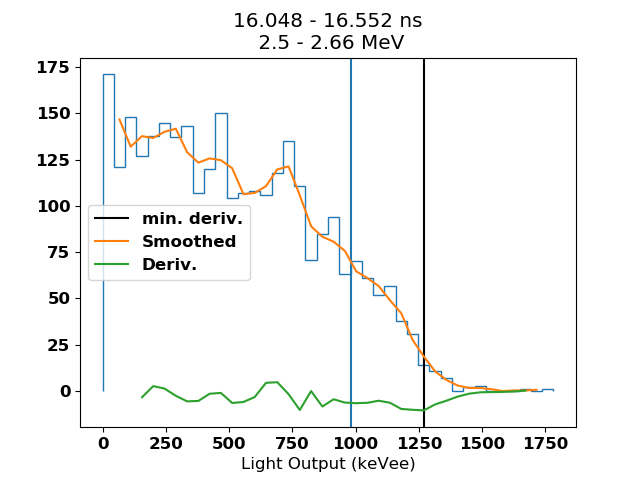 16.048 - 16.552 ns
2.5 - 2.66 MeV
175
150
125
100
75
50
25
0
min. deriv.
Smoothed
Deriv.
0 250 500 750 1000 1250 1500 1750
Light Output (keVee)